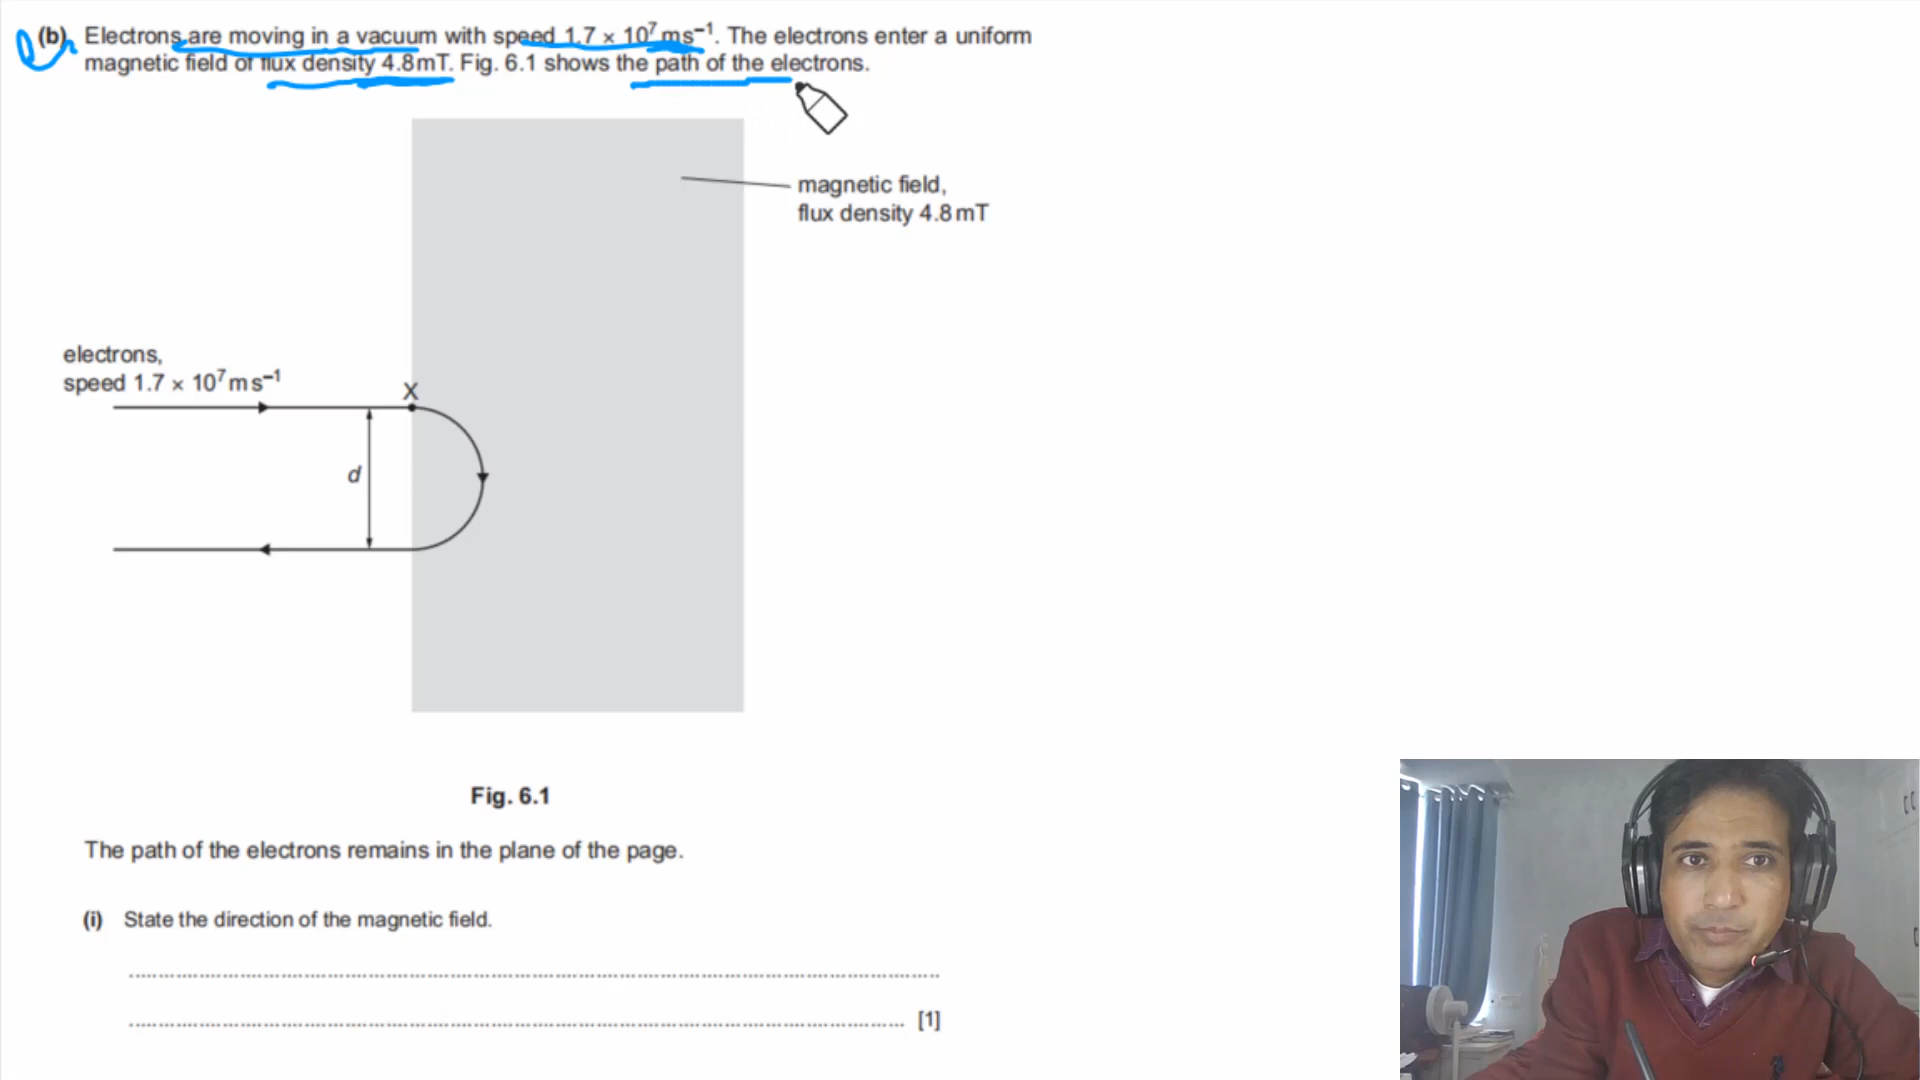 (b) Electrons are moving in a vacuum with speed 1.7 × 10⁷ m s⁻¹. The electrons enter a uniform
magnetic field of flux density 4.8 mT. Fig. 6.1 shows the path of the electrons.
magnetic field,
flux density 4.8 mT
electrons,
speed 1.7 × 10⁷ m s⁻¹
X
d
Fig. 6.1
The path of the electrons remains in the plane of the page.
(i) State the direction of the magnetic field.
[1]